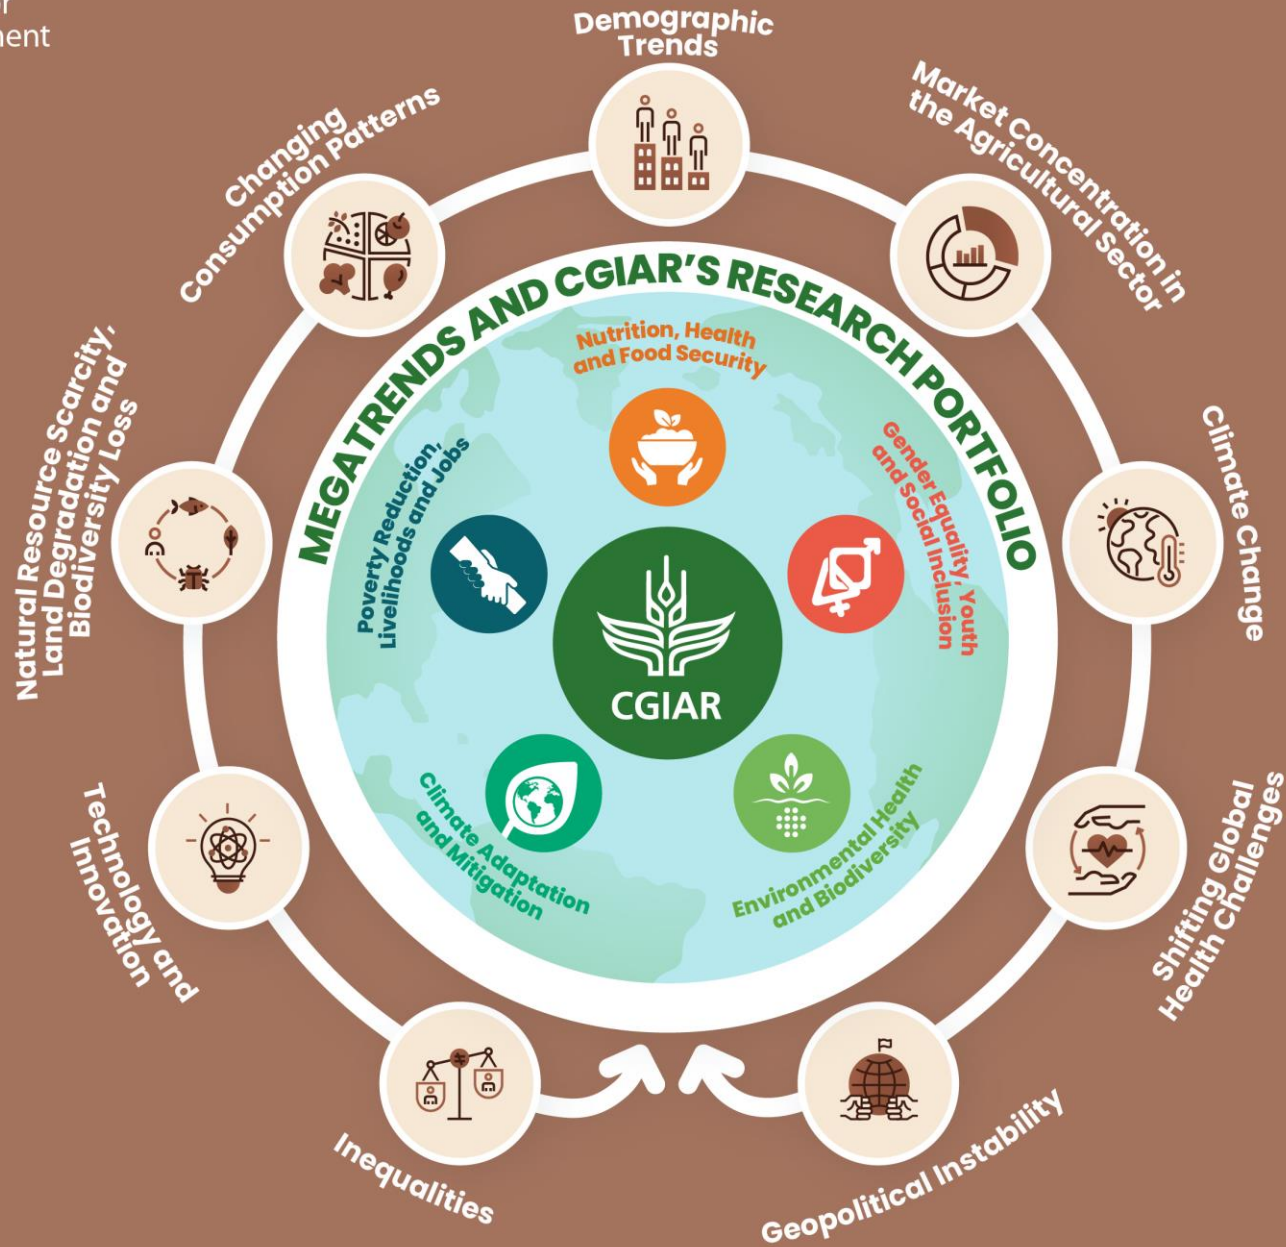 Demographic
Trends
Market Concentration in
the Agricultural Sector
Climate Change
Shifting Global
Health Challenges
Geopolitical Instability
Inequalities
Technology and
Innovation
Natural Resource Scarcity,
Land Degradation and
Biodiversity Loss
Changing
Consumption Patterns
MEGATRENDS AND CGIAR'S RESEARCH PORTFOLIO
Nutrition, Health
and Food Security
Gender Equality, Youth
and Social Inclusion
Environmental Health
and Biodiversity
Climate Adaptation
and Mitigation
Poverty Reduction,
Livelihoods and Jobs
CGIAR